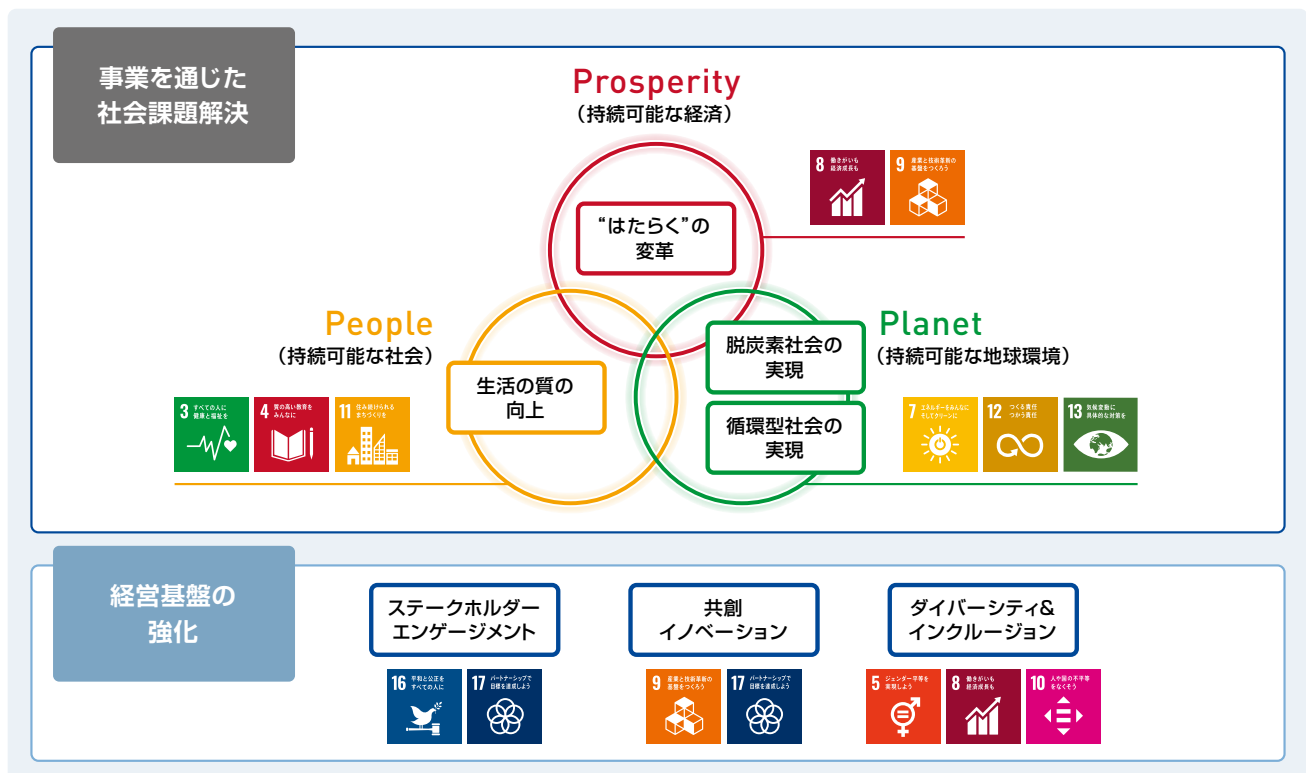 事業を通じた
社会課題解決
Prosperity
（持続可能な経済）
“はたらく”の
変革
8 働きがいも
経済成長も
9 産業と技術革新の
基盤をつくろう
People
（持続可能な社会）
生活の質の
向上
3 すべての人に
健康と福祉を
4 質の高い教育を
みんなに
11 住み続けられる
まちづくりを
Planet
（持続可能な地球環境）
脱炭素社会の
実現
循環型社会の
実現
7 エネルギーをみんなに
そしてクリーンに
12 つくる責任
つかう責任
13 気候変動に
具体的な対策を
経営基盤の
強化
ステークホルダー
エンゲージメント
16 平和と公正を
すべての人に
17 パートナーシップで
目標を達成しよう
共創
イノベーション
9 産業と技術革新の
基盤をつくろう
17 パートナーシップで
目標を達成しよう
ダイバーシティ&
インクルージョン
5 ジェンダー平等を
実現しよう
8 働きがいも
経済成長も
10 人や国の不平等
をなくそう